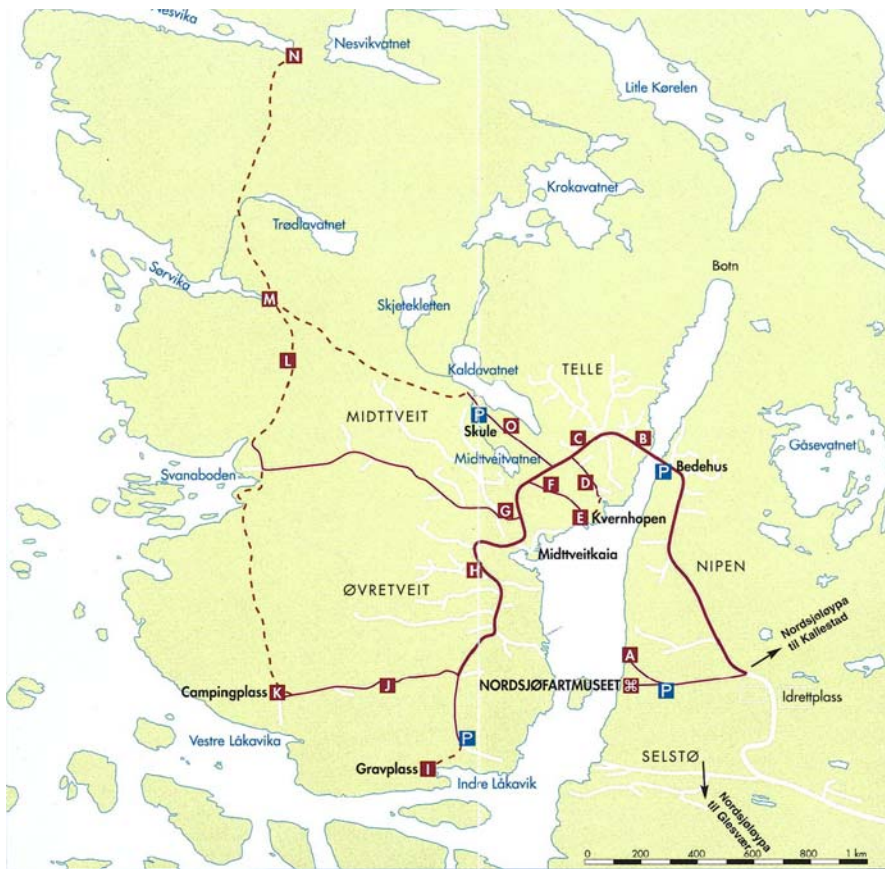 Nesvika
N
Nesvikvatnet
Litle Kørelen
Krokavatnet
Trødlavatnet
Botn
Sørvika
Skjetekletten
M
L
Kaldavatnet
TELLE
P
MIDTTVEIT
O
Skule
C
B
Gåsevatnet
Midttveitvatnet
Bedehus
P
Svanaboden
F
D
G
E
Kvernhopen
Midttveitkaia
H
NIPEN
ØVRETVEIT
Nordsjøløypa
til Kallestad
A
Campingplass
K
J
NORDSJØFARTMUSEET
⌘
P
Idrettplass
Vestre Låkavika
P
SELSTØ
Gravplass
I
Indre Låkavik
Nordsjøløypa
til Glesvær
0 200 400 600 800 1 km